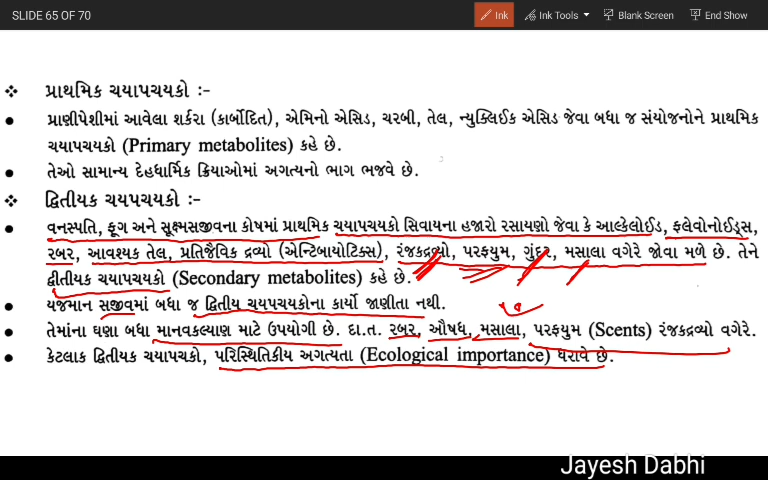 SLIDE 65 OF 70
Ink
Ink Tools
Blank Screen
End Show
❖ પ્રાથમિક ચયાપચયકો :-
● પ્રાણીપેશીમાં આવેલા શર્કરા (કાર્બોદિત), એમિનો એસિડ, ચરબી, તેલ, ન્યુક્લિઈક એસિડ જેવા બધા જ સંયોજનોને પ્રાથમિક
ચયાપચયકો (Primary metabolites) કહે છે.
● તેઓ સામાન્ય દેહધાર્મિક ક્રિયાઓમાં અગત્યનો ભાગ ભજવે છે.
❖ દ્વિતીયક ચયપચયકો :-
● વનસ્પતિ, ફૂગ અને સૂક્ષ્મસજીવના કોષમાં પ્રાથમિક ચયાપચયકો સિવાયના હજારો રસાયણો જેવા કે આલ્કેલોઈડ, ફ્લેવોનોઈડ્સ,
રબર, આવશ્યક તેલ, પ્રતિજૈવિક દ્રવ્યો (એન્ટિબાયોટિક્સ), રંજકદ્રવ્યો, પરફ્યુમ, ગુંદર, મસાલા વગેરે જોવા મળે છે. તેને
દ્વીતીયક ચયાપચયકો (Secondary metabolites) કહે છે.
● યજમાન સજીવમાં બધા જ દ્વિતીય ચયપચયકોના કાર્યો જાણીતા નથી.
● તેમાંના ઘણા બધા માનવકલ્યાણ માટે ઉપયોગી છે. દા.ત. રબર, ઔષધ, મસાલા, પરફ્યુમ (Scents) રંજકદ્રવ્યો વગેરે.
● કેટલાક દ્વિતીયક ચયાપચકો, પરિસ્થિતિકીય અગત્યતા (Ecological importance) ધરાવે છે.
Jayesh Dabhi